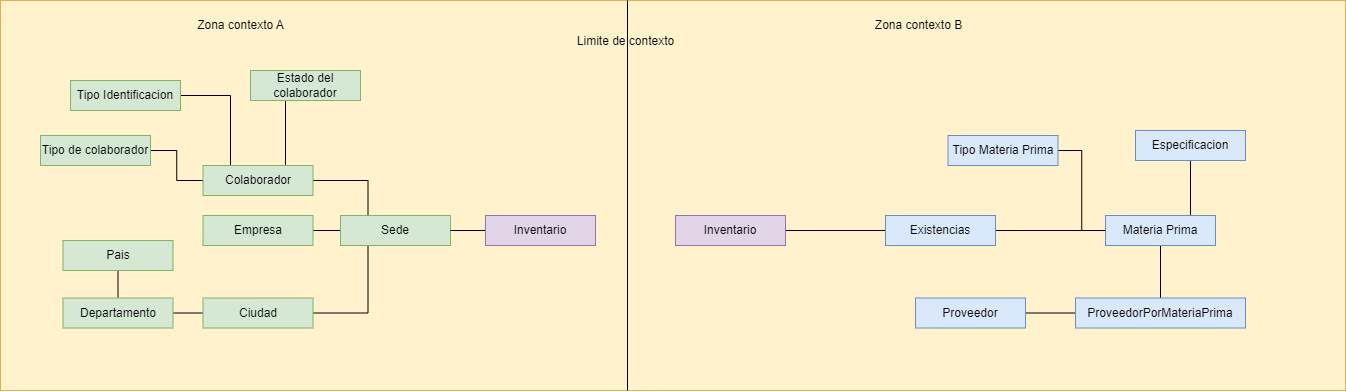 Zona contexto A
Zona contexto B
Limite de contexto
Estado del
colaborador
Tipo Identificacion
Tipo de colaborador
Colaborador
Empresa
Sede
Inventario
Pais
Departamento
Ciudad
Tipo Materia Prima
Especificacion
Inventario
Existencias
Materia Prima
Proveedor
ProveedorPorMateriaPrima